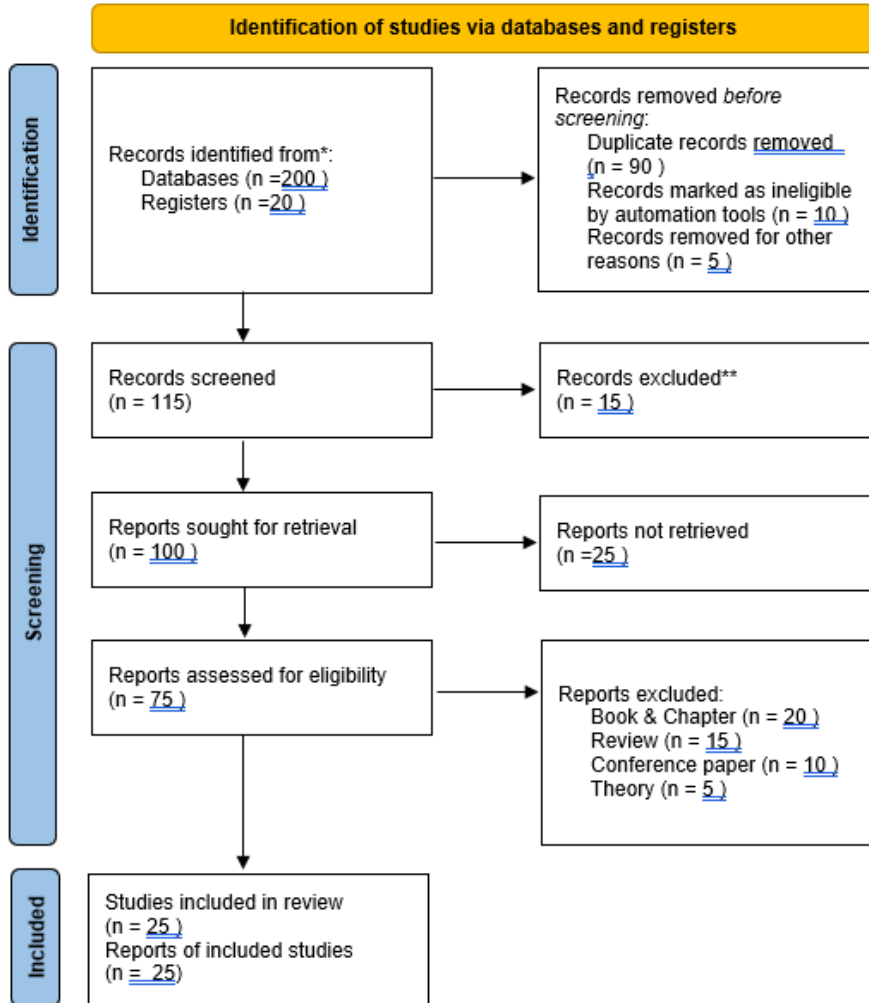 Identification of studies via databases and registers
Identification
Records identified from*:
Databases (n =200 )
Registers (n =20 )
Records removed before
screening:
Duplicate records removed
(n = 90 )
Records marked as ineligible
by automation tools (n = 10 )
Records removed for other
reasons (n = 5 )
Screening
Records screened
(n = 115)
Records excluded**
(n = 15 )
Reports sought for retrieval
(n = 100 )
Reports not retrieved
(n =25 )
Reports assessed for eligibility
(n = 75 )
Reports excluded:
Book & Chapter (n = 20 )
Review (n = 15 )
Conference paper (n = 10 )
Theory (n = 5 )
Included
Studies included in review
(n = 25 )
Reports of included studies
(n = 25)